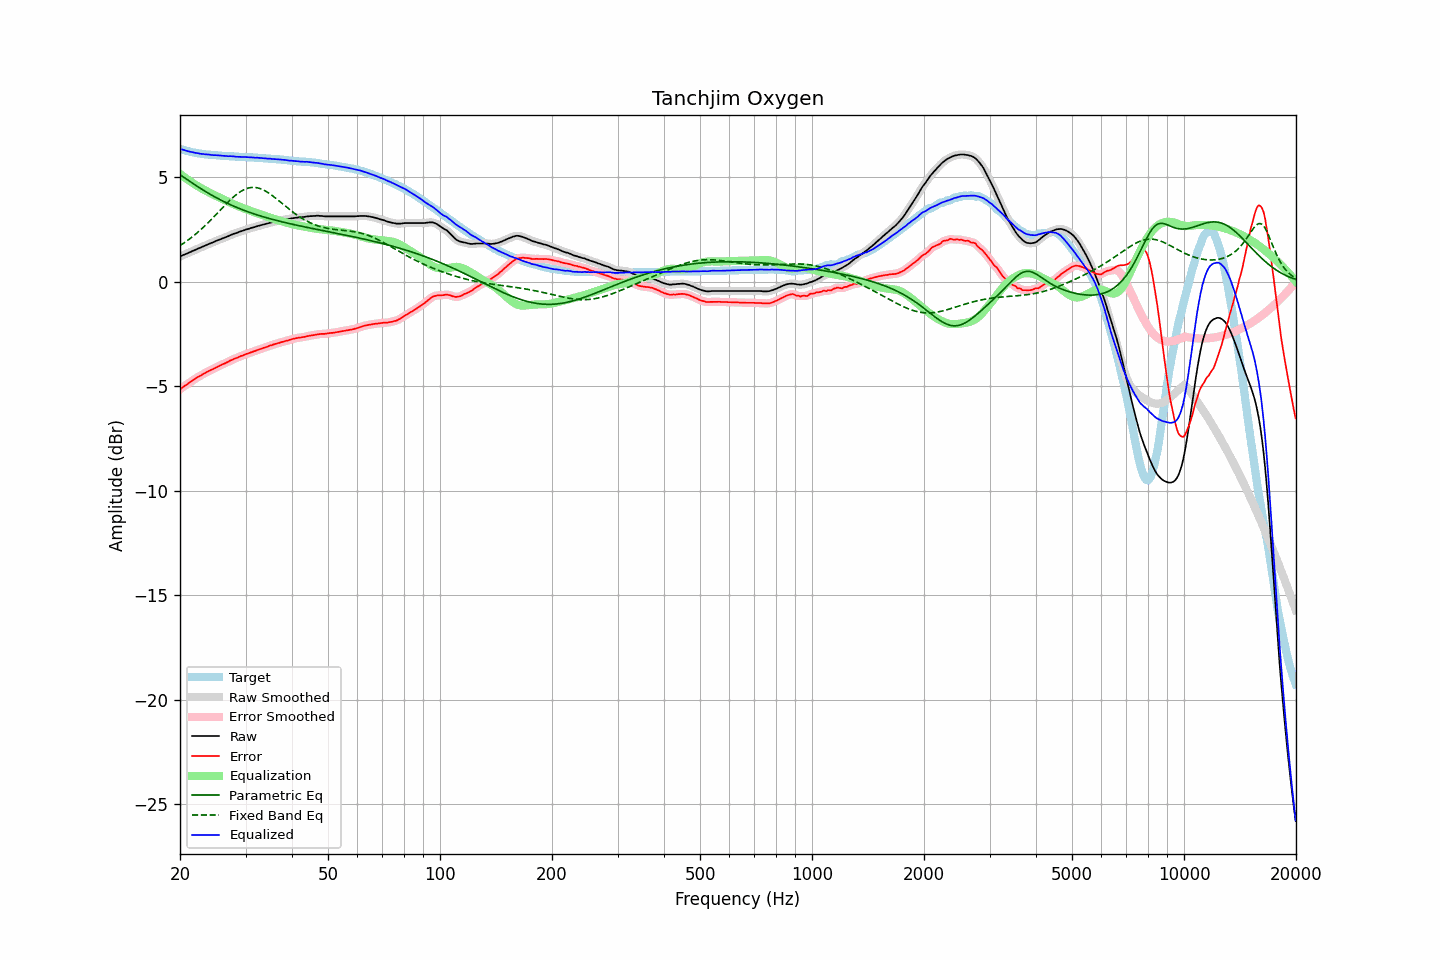 Tanchjim Oxygen
5
0
−5
−10
−15
−20
−25
Amplitude (dBr)
Target
Raw Smoothed
Error Smoothed
Raw
Error
Equalization
Parametric Eq
Fixed Band Eq
Equalized
20 50 100 200 500 1000 2000 5000 10000 20000
Frequency (Hz)